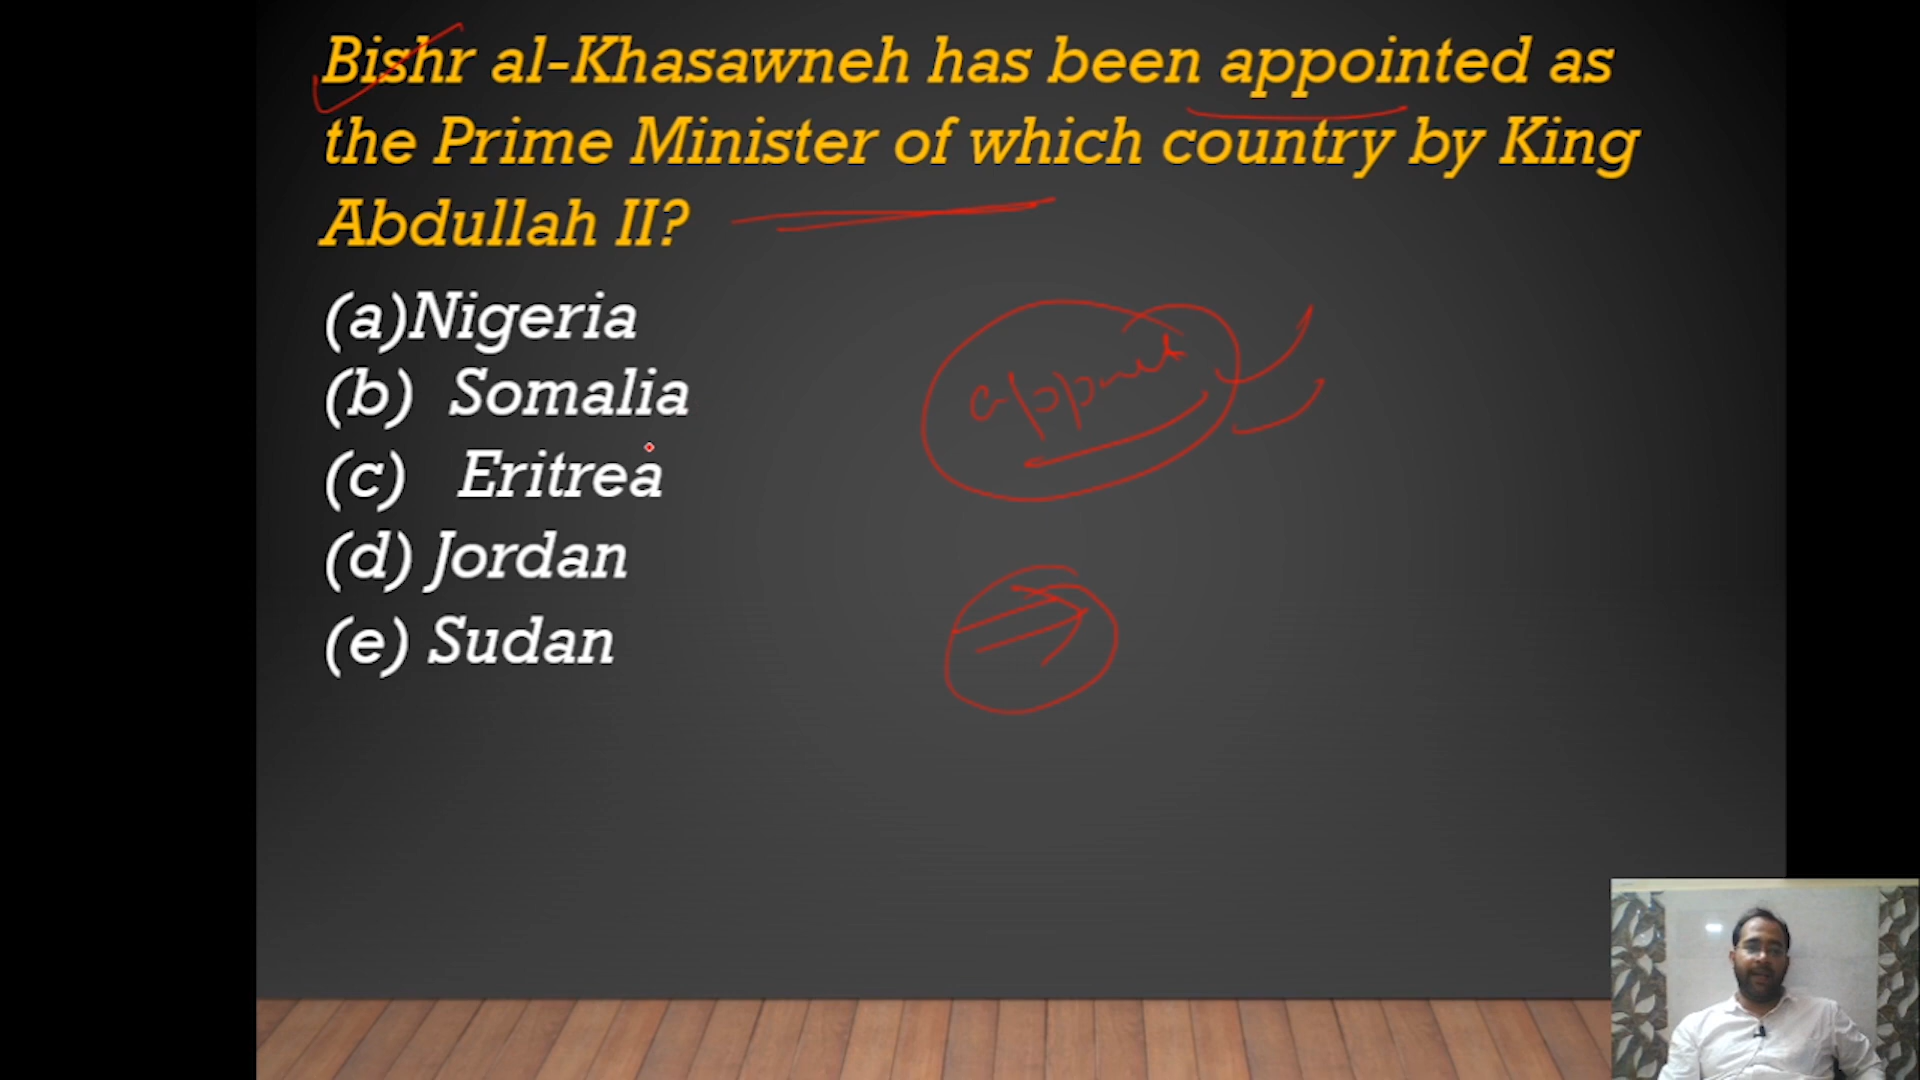 Bishr al-Khasawneh has been appointed as
the Prime Minister of which country by King
Abdullah II?
(a)Nigeria
(b) Somalia
(c) Eritrea
(d) Jordan
(e) Sudan